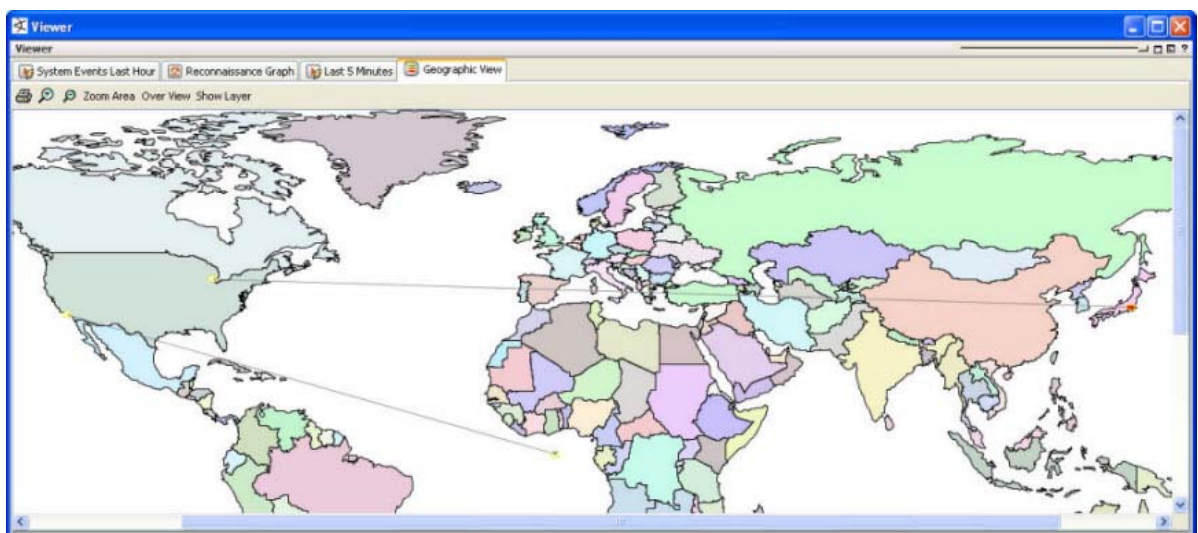 Viewer
Viewer ?
System Events Last Hour Reconnaissance Graph Last 5 Minutes Geographic View
Zoom Area Over View Show Layer